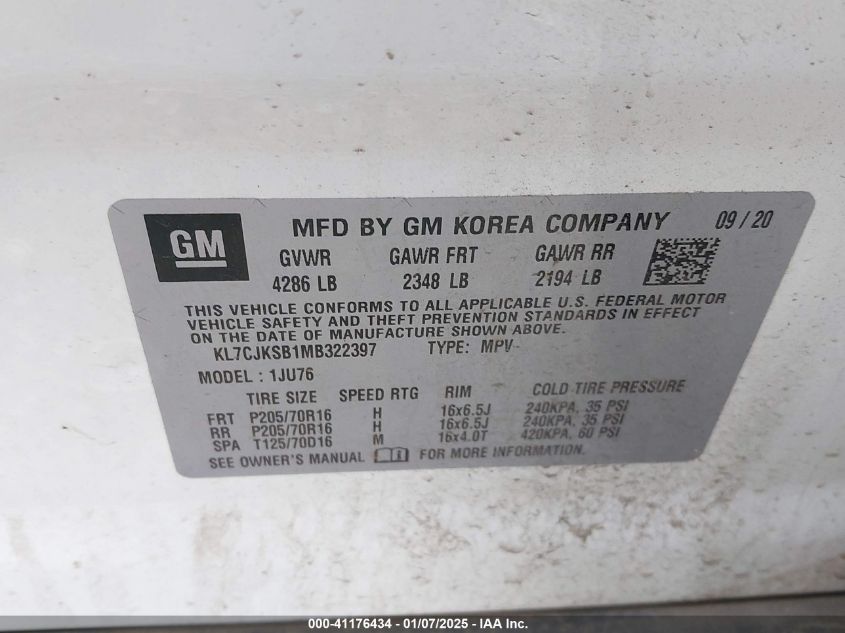 GM
MFD BY GM KOREA COMPANY 09 / 20
GVWR GAWR FRT GAWR RR
4286 LB 2348 LB 2194 LB
THIS VEHICLE CONFORMS TO ALL APPLICABLE U.S. FEDERAL MOTOR
VEHICLE SAFETY AND THEFT PREVENTION STANDARDS IN EFFECT
ON THE DATE OF MANUFACTURE SHOWN ABOVE.
KL7CJKSB1MB322397 TYPE: MPV
MODEL : 1JU76
TIRE SIZE SPEED RTG RIM COLD TIRE PRESSURE
FRT P205/70R16 H 16x6.5J 240KPA, 35 PSI
RR P205/70R16 H 16x6.5J 240KPA, 35 PSI
SPA T125/70D16 M 16x4.0T 420KPA, 60 PSI
SEE OWNER'S MANUAL FOR MORE INFORMATION.
000-41176434 - 01/07/2025 - IAA Inc.